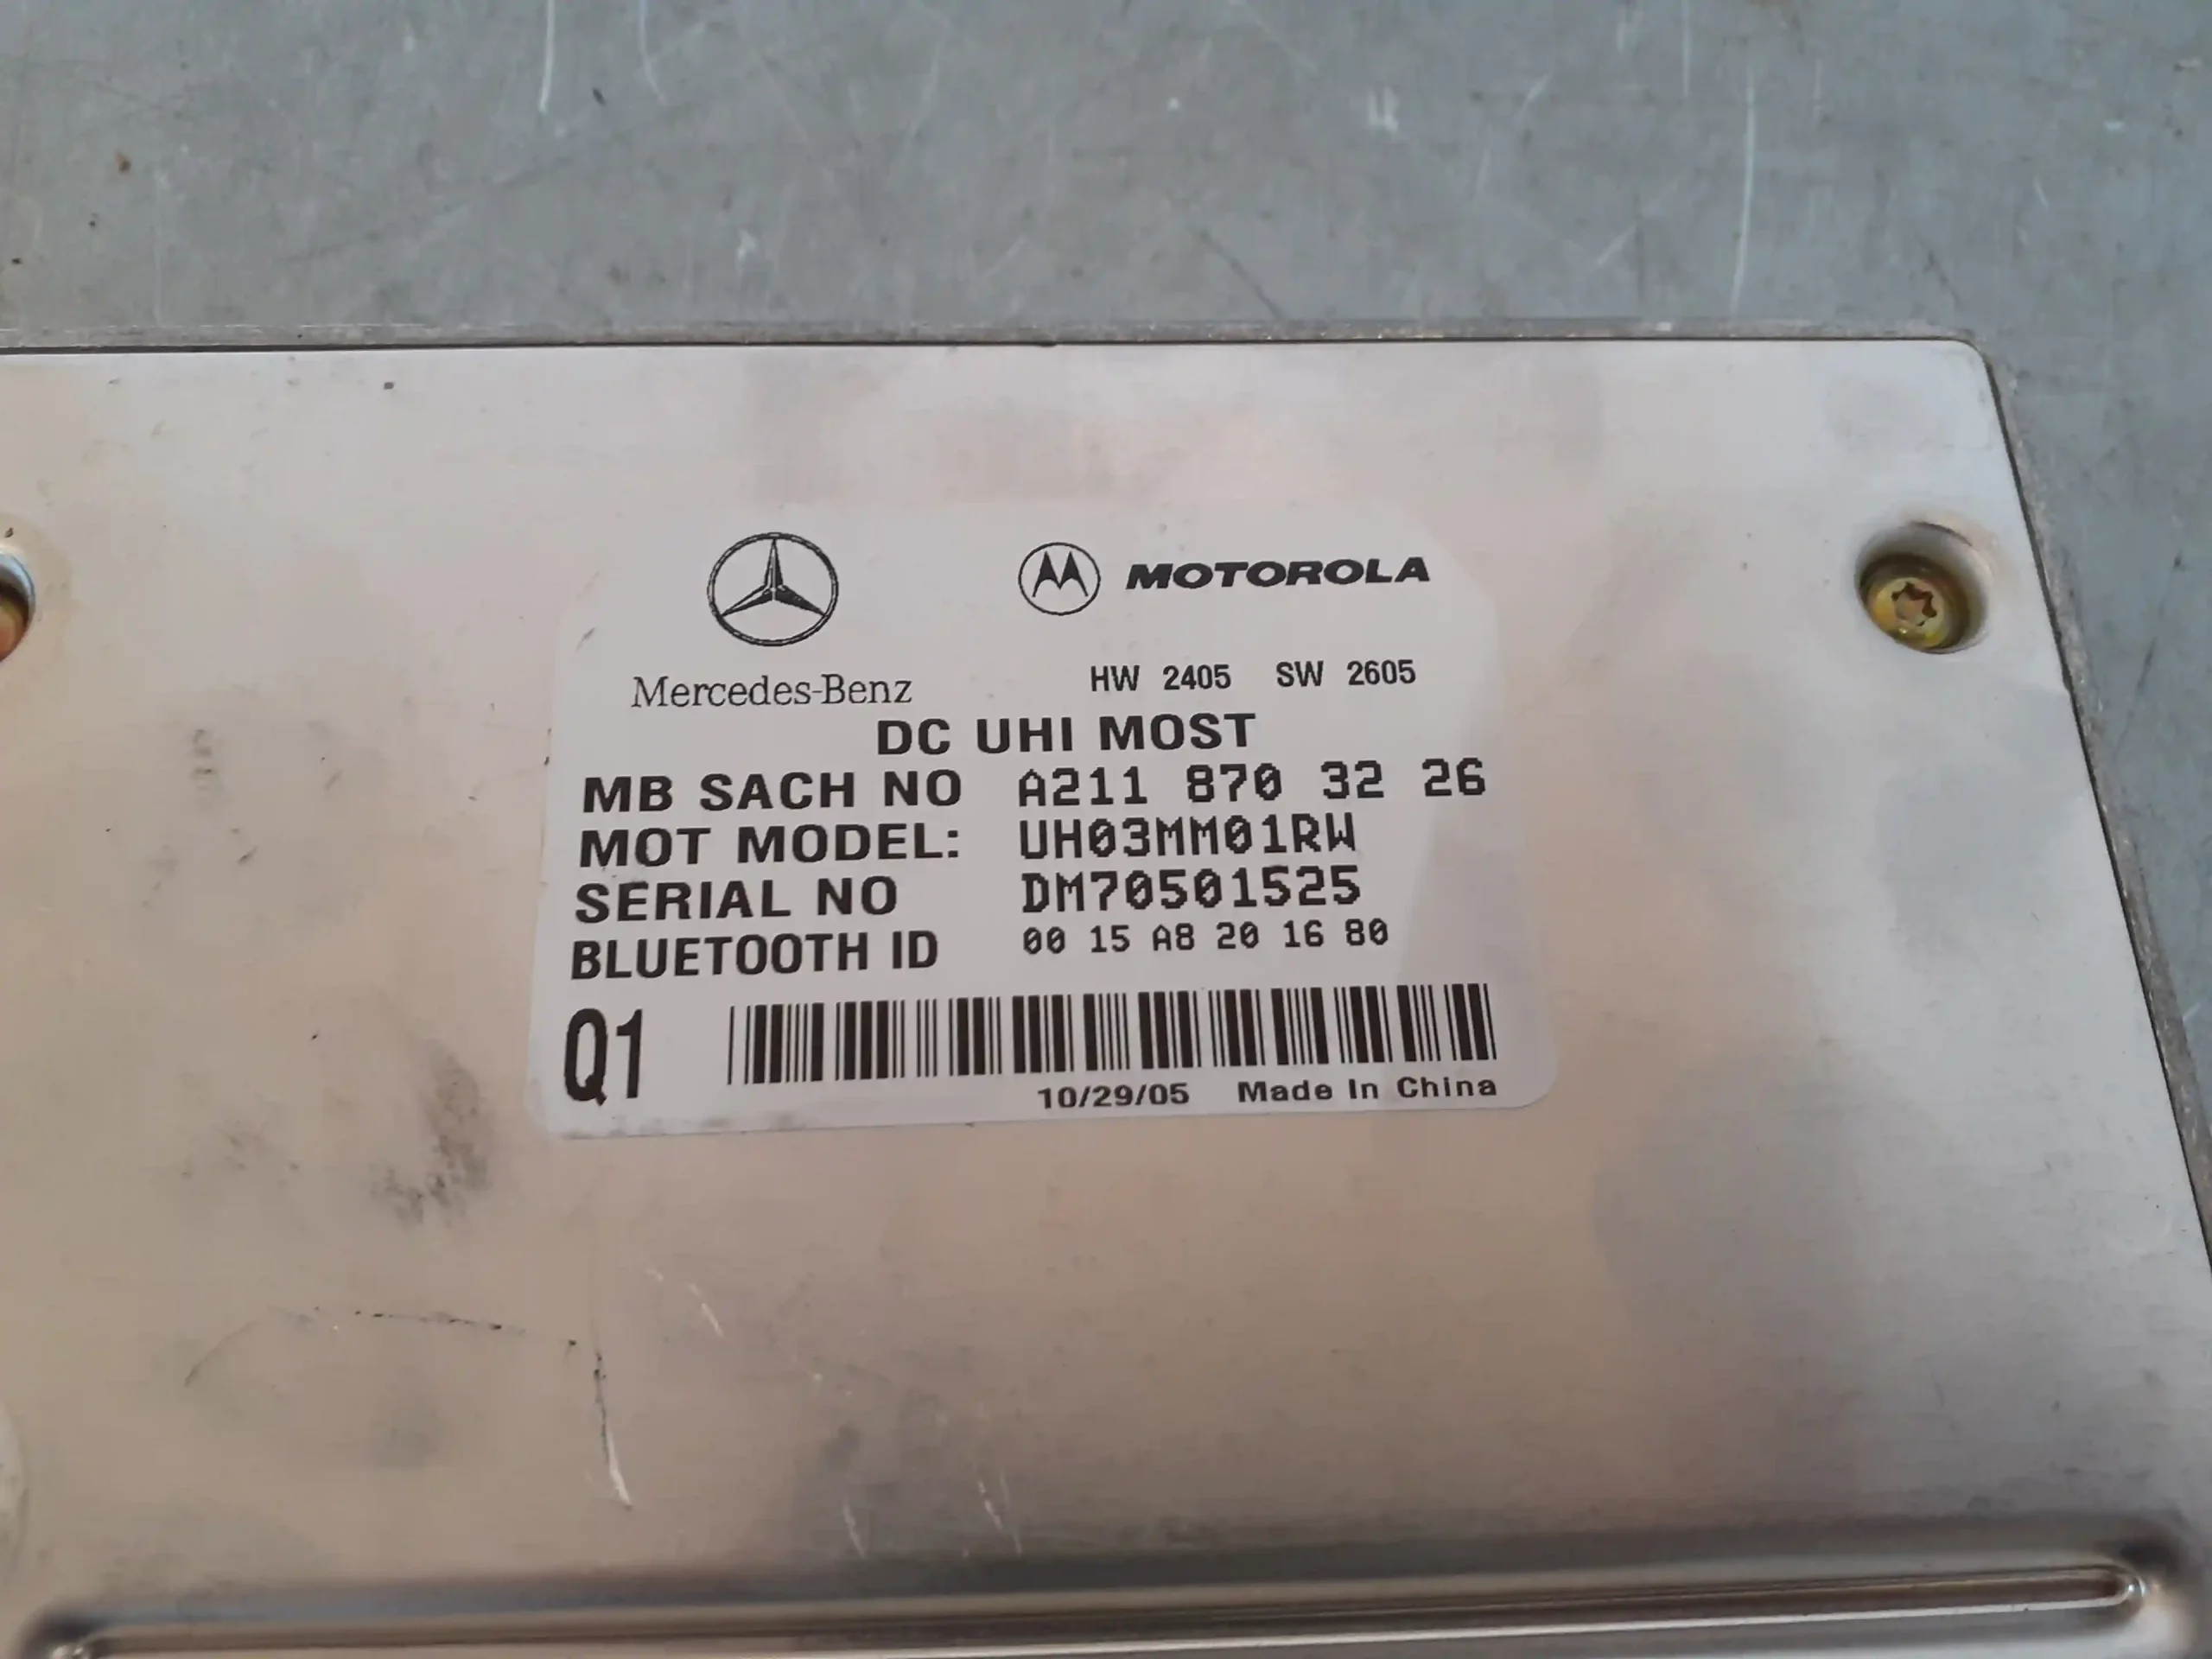 MOTOROLA
Mercedes-Benz
HW 2405 SW 2605
DC UHI MOST
MB SACH NO A211 870 32 26
MOT MODEL: UH03MM01RW
SERIAL NO DM70501525
BLUETOOTH ID 00 15 A8 20 16 80
Q1
10/29/05 Made In China